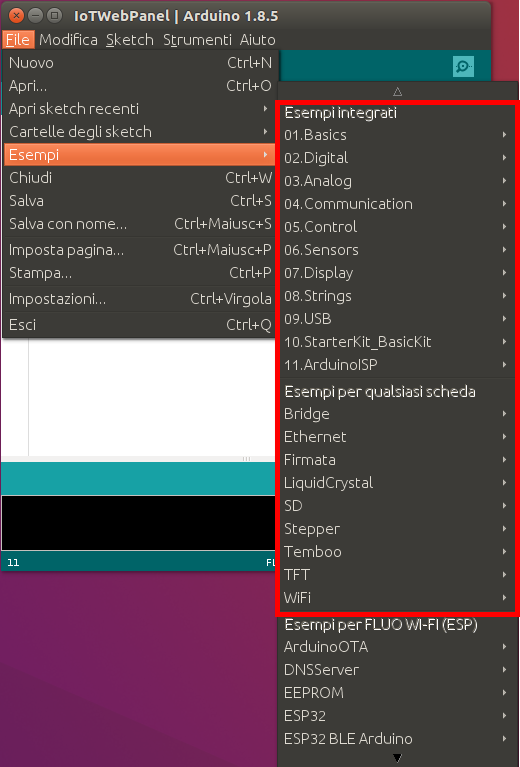 IoTWebPanel | Arduino 1.8.5
File Modifica Sketch Strumenti Aiuto
Nuovo Ctrl+N
Apri... Ctrl+O
Apri sketch recenti
Cartelle degli sketch
Esempi
Chiudi Ctrl+W
Salva Ctrl+S
Salva con nome... Ctrl+Maiusc+S
Imposta pagina... Ctrl+Maiusc+P
Stampa... Ctrl+P
Impostazioni... Ctrl+Virgola
Esci Ctrl+Q
Esempi integrati
01.Basics
02.Digital
03.Analog
04.Communication
05.Control
06.Sensors
07.Display
08.Strings
09.USB
10.StarterKit_BasicKit
11.ArduinoISP
Esempi per qualsiasi scheda
Bridge
Ethernet
Firmata
LiquidCrystal
SD
Stepper
Temboo
TFT
WiFi
Esempi per FLUO WI-FI (ESP)
ArduinoOTA
DNSServer
EEPROM
ESP32
ESP32 BLE Arduino
11 FL